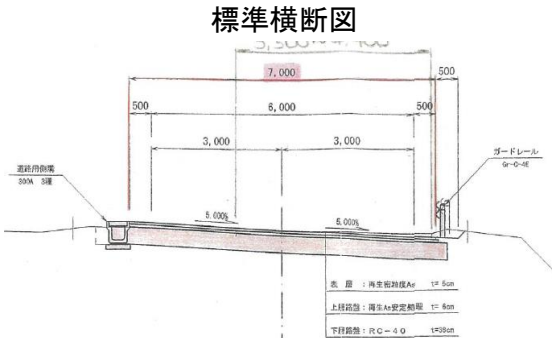 標準横断図
7,000
500
500
6,000
500
3,000
3,000
道路用側溝
300A 3種
ガードレール
Gr-C-4E
5.000%
5.000%
表 層 : 再生密粒度As t= 5cm
上層路盤 : 再生As安定処理 t= 6cm
下層路盤 : RC-40 t=39cm